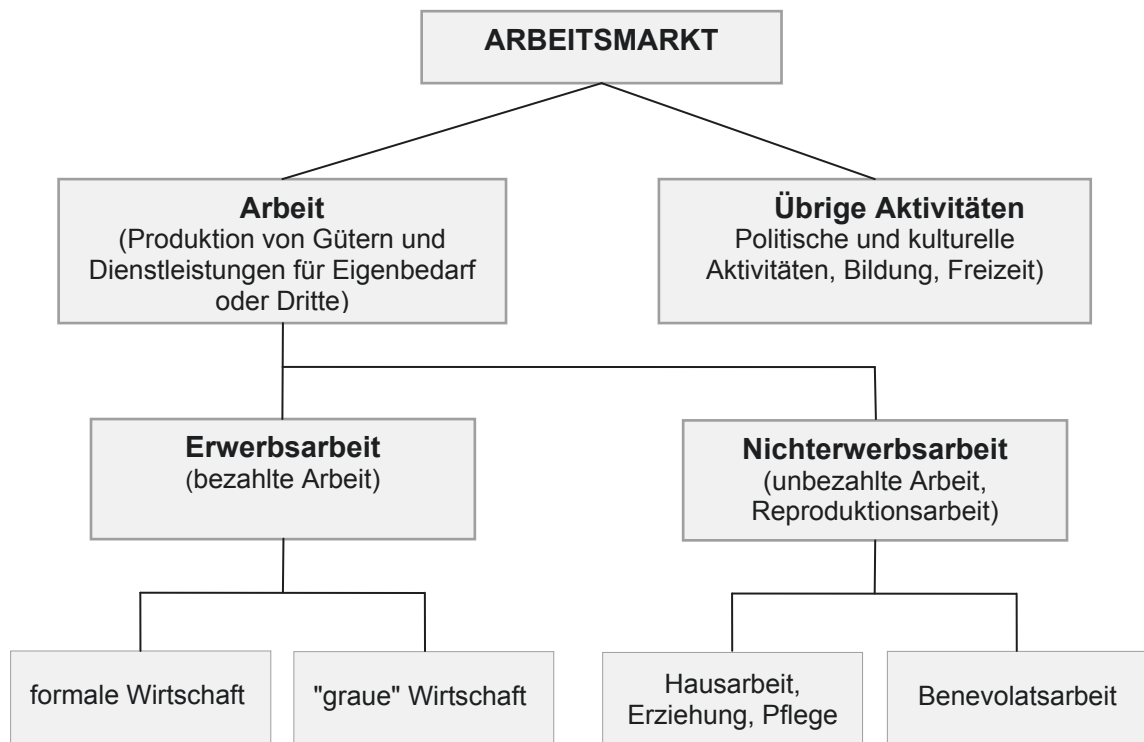 ARBEITSMARKT
Arbeit
(Produktion von Gütern und
Dienstleistungen für Eigenbedarf
oder Dritte)
Übrige Aktivitäten
Politische und kulturelle
Aktivitäten, Bildung, Freizeit)
Erwerbsarbeit
(bezahlte Arbeit)
Nichterwerbsarbeit
(unbezahlte Arbeit,
Reproduktionsarbeit)
formale Wirtschaft
"graue" Wirtschaft
Hausarbeit,
Erziehung, Pflege
Benevolatsarbeit